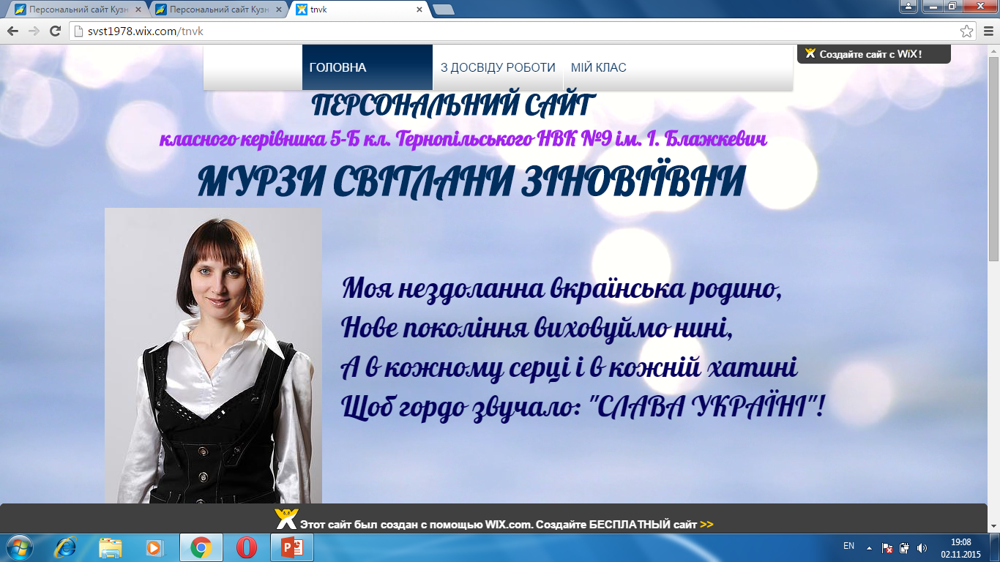 Персональний сайт Кузн
Персональний сайт Кузн
tnvk
svst1978.wix.com/tnvk
Создайте сайт с WiX!
ГОЛОВНА
З ДОСВІДУ РОБОТИ
МІЙ КЛАС
ПЕРСОНАЛЬНИЙ САЙТ
класного керівника 5-Б кл. Тернопільського НВК №9 ім. І. Блажкевич
МУРЗИ СВІТЛАНИ ЗІНОВІЇВНИ
Моя нездоланна вкраїнська родино,
Нове покоління виховуймо нині,
А в кожному серці і в кожній хатині
Щоб гордо звучало: "СЛАВА УКРАЇНІ"!
Этот сайт был создан с помощью WIX.com. Создайте БЕСПЛАТНЫЙ сайт >>
EN
19:08
02.11.2015